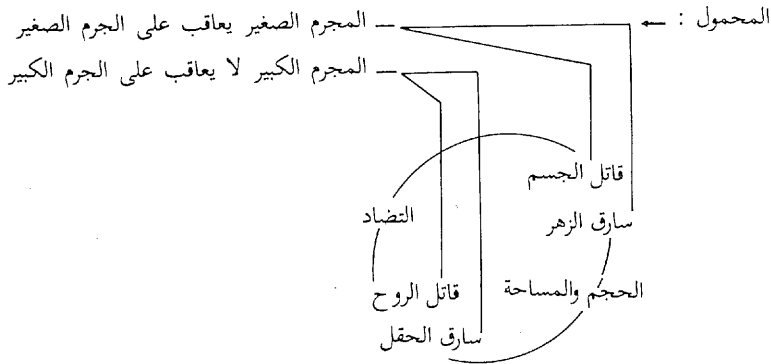 المحمول : ← — المجرم الصغير يعاقب على الجرم الصغير
— المجرم الكبير لا يعاقب على الجرم الكبير
قاتل الجسم
التضاد
سارق الزهر
الحجم والمساحة
قاتل الروح
سارق الحقل